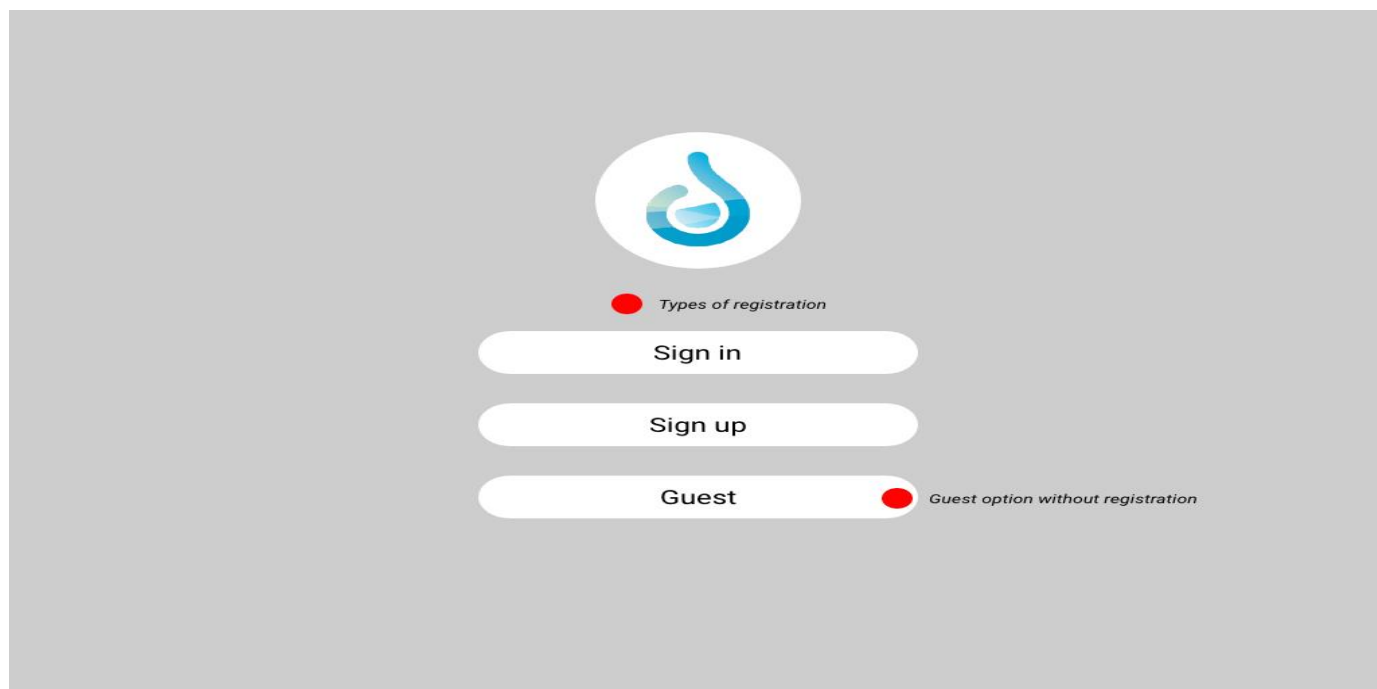 Types of registration
Sign in
Sign up
Guest
Guest option without registration